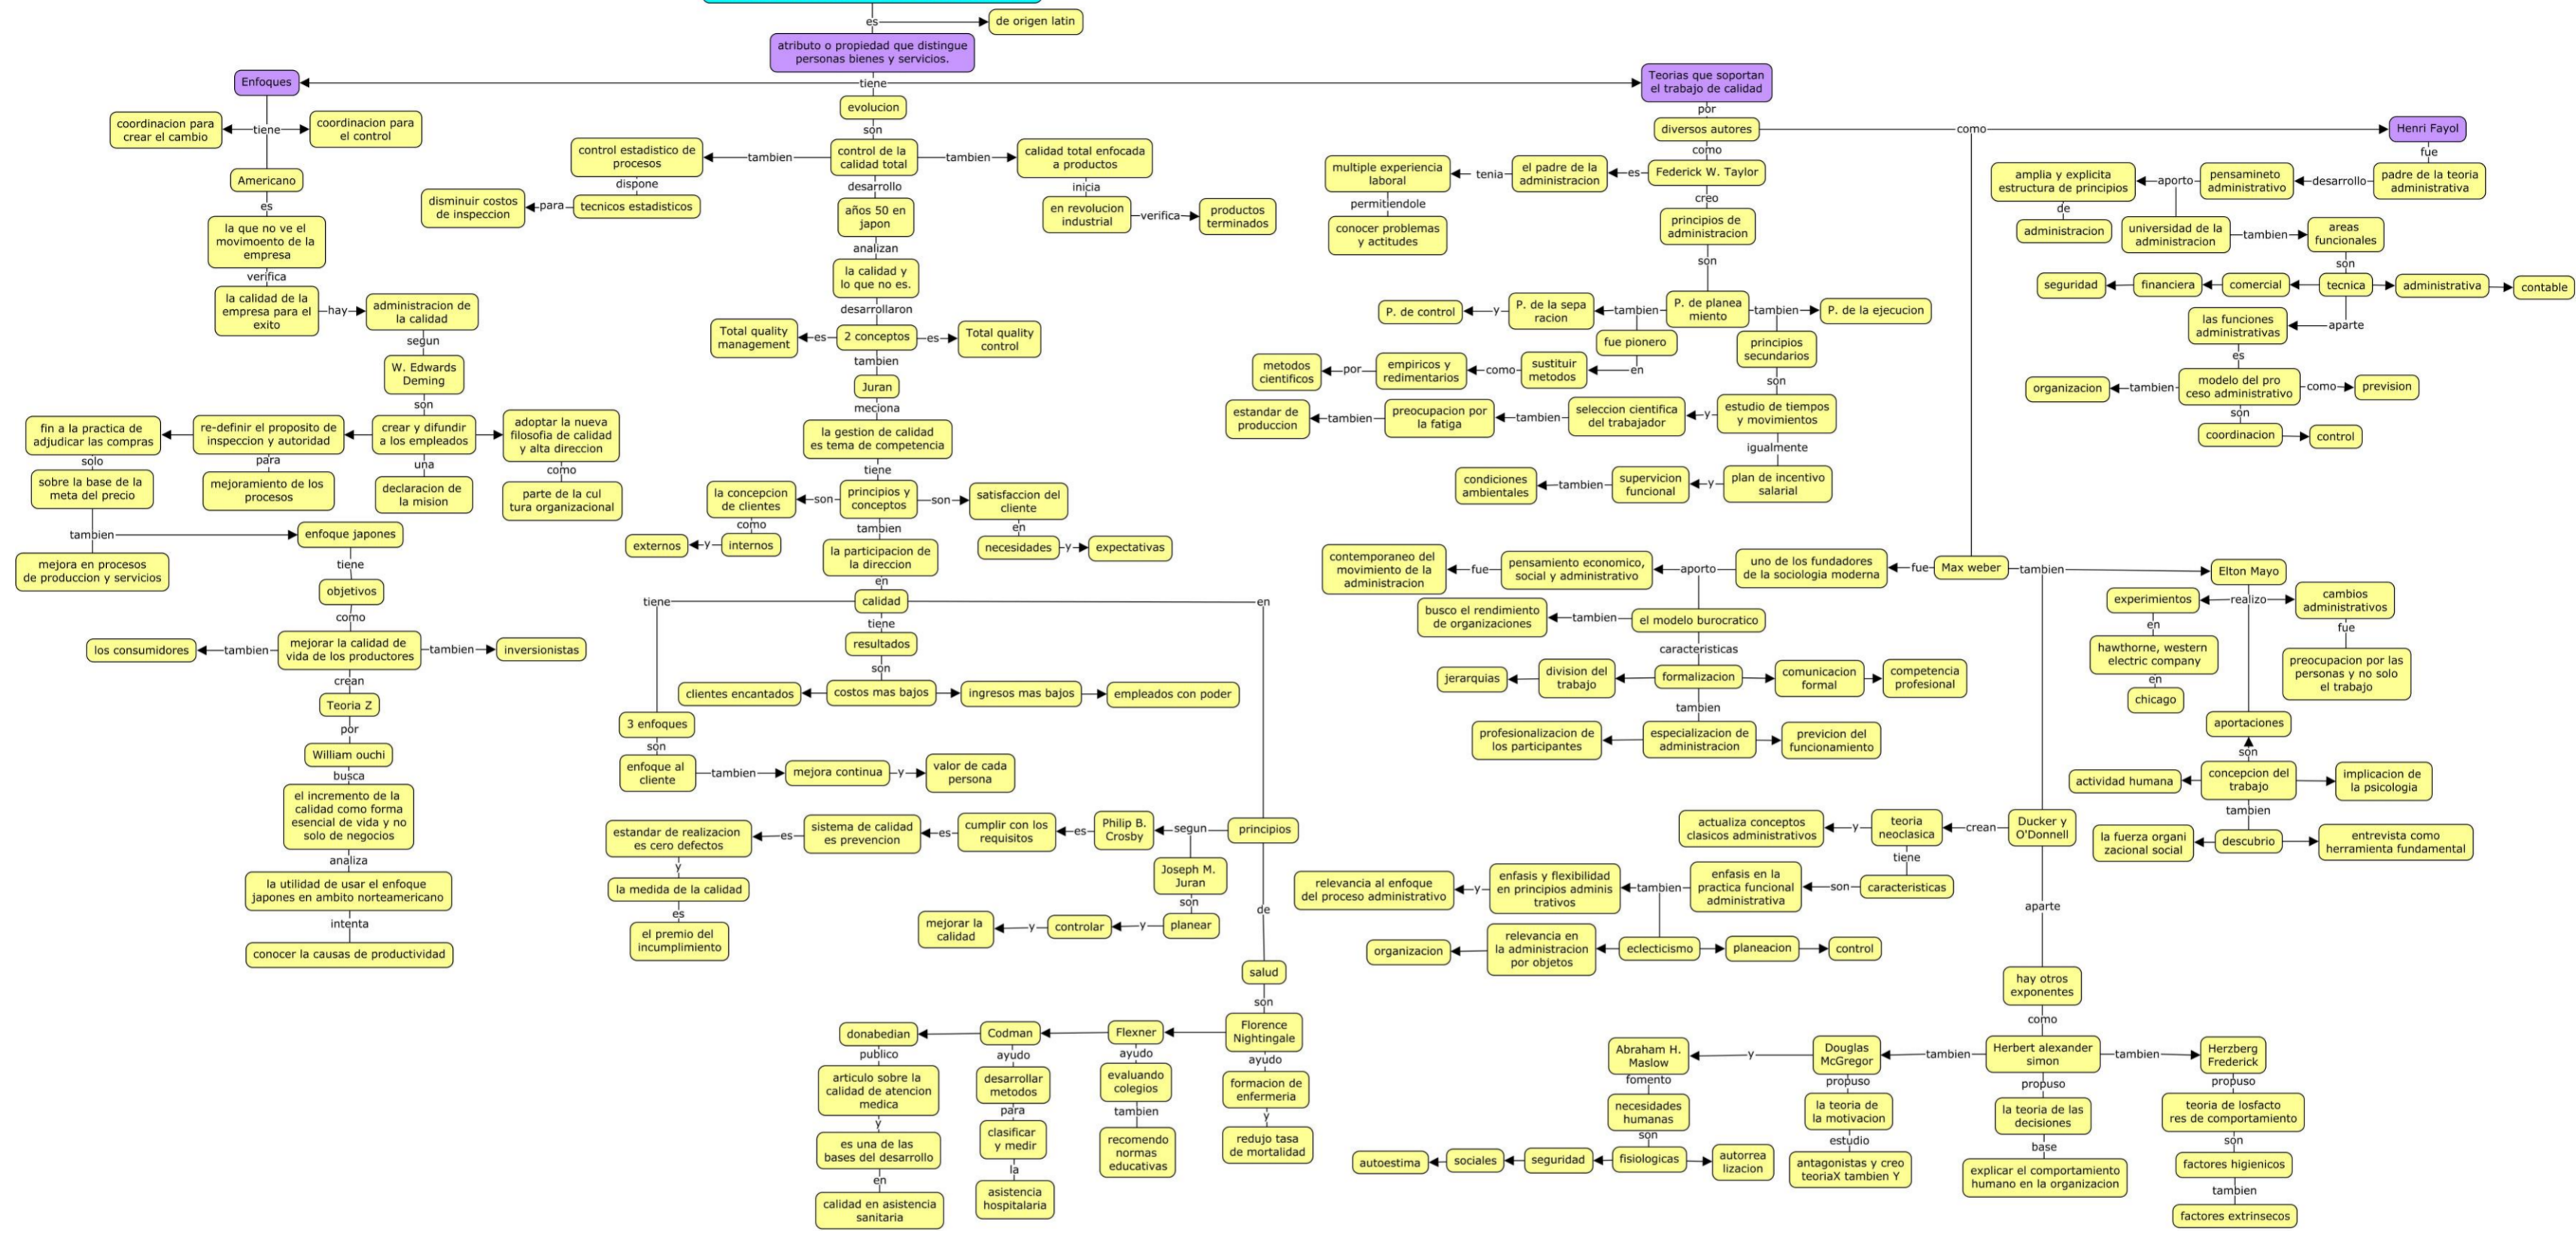 es
de origen latin
atributo o propiedad que distingue
personas bienes y servicios.
tiene
Enfoques
tiene
coordinacion para
crear el cambio
coordinacion para
el control
Americano
es
la que no ve el
movimoento de la
empresa
verifica
la calidad de la
empresa para el
exito
hay
administracion de
la calidad
segun
W. Edwards
Deming
son
crear y difundir
a los empleados
una
declaracion de
la mision
adoptar la nueva
filosofia de calidad
y alta direccion
como
parte de la cul
tura organizacional
re-definir el proposito de
inspeccion y autoridad
para
mejoramiento de los
procesos
fin a la practica de
adjudicar las compras
solo
sobre la base de la
meta del precio
tambien
mejora en procesos
de produccion y servicios
enfoque japones
tiene
objetivos
como
mejorar la calidad de
vida de los productores
tambien
los consumidores
tambien
inversionistas
crean
Teoria Z
por
William ouchi
busca
el incremento de la
calidad como forma
esencial de vida y no
solo de negocios
analiza
la utilidad de usar el enfoque
japones en ambito norteamericano
intenta
conocer la causas de productividad
evolucion
son
control de la
calidad total
tambien
control estadistico de
procesos
dispone
tecnicos estadisticos
para
disminuir costos
de inspeccion
tambien
calidad total enfocada
a productos
inicia
en revolucion
industrial
verifica
productos
terminados
desarrollo
años 50 en
japon
analizan
la calidad y
lo que no es.
desarrollaron
2 conceptos
es
Total quality
management
es
Total quality
control
tambien
Juran
meciona
la gestion de calidad
es tema de competencia
tiene
principios y
conceptos
son
la concepcion
de clientes
como
internos
y
externos
son
satisfaccion del
cliente
en
necesidades
y
expectativas
tambien
la participacion de
la direccion
en
calidad
tiene
resultados
son
costos mas bajos
clientes encantados
ingresos mas bajos
empleados con poder
tiene
3 enfoques
son
enfoque al
cliente
tambien
mejora continua
y
valor de cada
persona
en
principios
segun
Philip B.
Crosby
es
cumplir con los
requisitos
es
sistema de calidad
es prevencion
es
estandar de realizacion
es cero defectos
y
la medida de la calidad
es
el premio del
incumplimiento
Joseph M.
Juran
son
planear
y
controlar
y
mejorar la
calidad
de
salud
son
Florence
Nightingale
ayudo
formacion de
enfermeria
y
redujo tasa
de mortalidad
Flexner
ayudo
evaluando
colegios
tambien
recomendo
normas
educativas
Codman
ayudo
desarrollar
metodos
para
clasificar
y medir
la
asistencia
hospitalaria
donabedian
publico
articulo sobre la
calidad de atencion
medica
y
es una de las
bases del desarrollo
en
calidad en asistencia
sanitaria
Teorias que soportan
el trabajo de calidad
por
diversos autores
como
Federick W. Taylor
es
el padre de la
administracion
tenia
multiple experiencia
laboral
permitiendole
conocer problemas
y actitudes
creo
principios de
administracion
son
P. de planea
miento
tambien
P. de la sepa
racion
y
P. de control
tambien
P. de la ejecucion
fue pionero
en
sustituir
metodos
como
empiricos y
redimentarios
por
metodos
cientificos
principios
secundarios
son
estudio de tiempos
y movimientos
y
seleccion cientifica
del trabajador
tambien
preocupacion por
la fatiga
tambien
estandar de
produccion
igualmente
plan de incentivo
salarial
y
supervicion
funcional
tambien
condiciones
ambientales
como
Henri Fayol
fue
padre de la teoria
administrativa
desarrollo
pensamineto
administrativo
aporto
amplia y explicita
estructura de principios
de
administracion
universidad de la
administracion
tambien
areas
funcionales
son
tecnica
comercial
financiera
seguridad
administrativa
contable
aparte
las funciones
administrativas
es
modelo del pro
ceso administrativo
tambien
organizacion
como
prevision
son
coordinacion
control
Max weber
fue
uno de los fundadores
de la sociologia moderna
aporto
pensamiento economico,
social y administrativo
fue
contemporaneo del
movimiento de la
administracion
el modelo burocratico
tambien
busco el rendimiento
de organizaciones
caracteristicas
formalizacion
division del
trabajo
jerarquias
comunicacion
formal
competencia
profesional
tambien
especializacion de
administracion
profesionalizacion de
los participantes
previcion del
funcionamiento
tambien
Elton Mayo
realizo
experimientos
en
hawthorne, western
electric company
en
chicago
cambios
administrativos
fue
preocupacion por las
personas y no solo
el trabajo
aportaciones
son
concepcion del
trabajo
actividad humana
implicacion de
la psicologia
tambien
descubrio
la fuerza organi
zacional social
entrevista como
herramienta fundamental
Ducker y
O'Donnell
crean
teoria
neoclasica
y
actualiza conceptos
clasicos administrativos
tiene
caracteristicas
son
enfasis en la
practica funcional
administrativa
tambien
enfasis y flexibilidad
en principios adminis
trativos
y
relevancia al enfoque
del proceso administrativo
eclecticismo
relevancia en
la administracion
por objetos
organizacion
planeacion
control
aparte
hay otros
exponentes
como
Herbert alexander
simon
propuso
la teoria de las
decisiones
base
explicar el comportamiento
humano en la organizacion
tambien
Douglas
McGregor
propuso
la teoria de
la motivacion
estudio
antagonistas y creo
teoriaX tambien Y
y
Abraham H.
Maslow
fomento
necesidades
humanas
son
fisiologicas
seguridad
sociales
autoestima
autorrea
lizacion
tambien
Herzberg
Frederick
propuso
teoria de losfacto
res de comportamiento
son
factores higienicos
tambien
factores extrinsecos